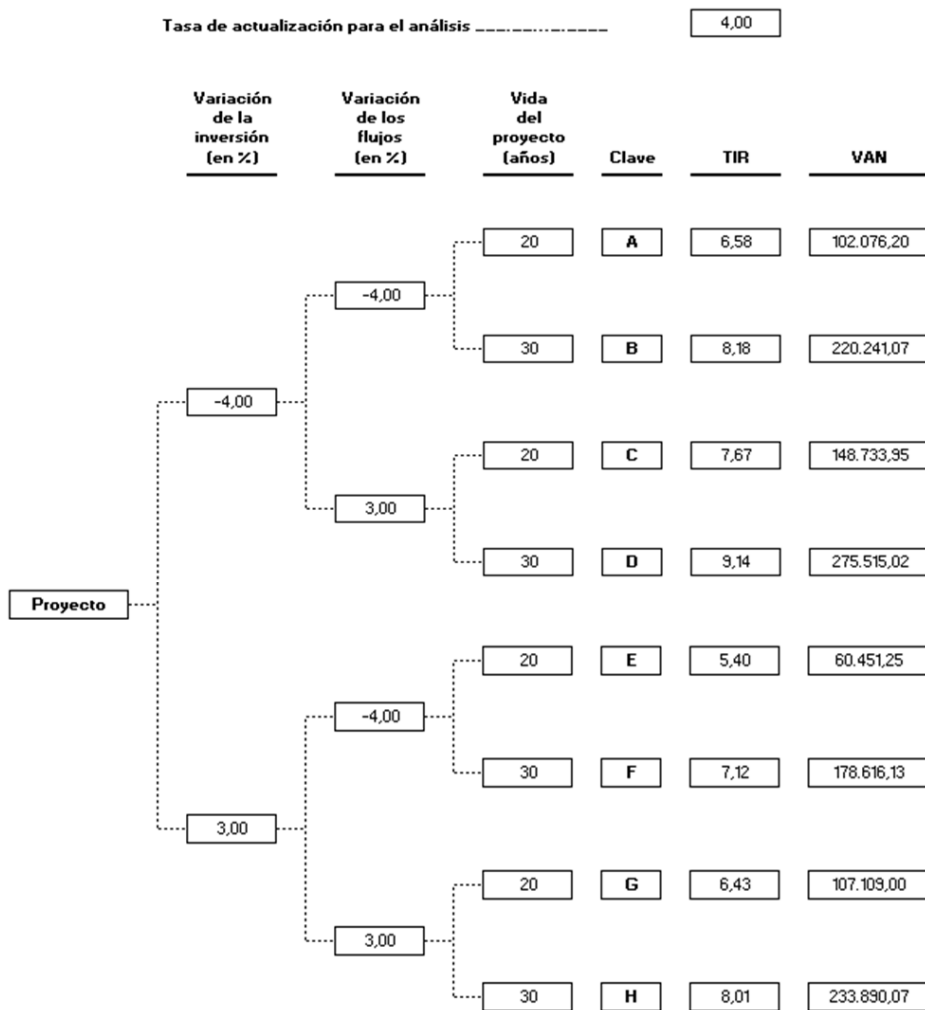 Tasa de actualización para el análisis 4,00
Variación de la inversión (en %)
Variación de los flujos (en %)
Vida del proyecto (años)
Clave
TIR
VAN
20 A 6,58 102.076,20
-4,00
30 B 8,18 220.241,07
-4,00
20 C 7,67 148.733,95
3,00
30 D 9,14 275.515,02
Proyecto
20 E 5,40 60.451,25
-4,00
30 F 7,12 178.616,13
3,00
20 G 6,43 107.109,00
3,00
30 H 8,01 233.890,07